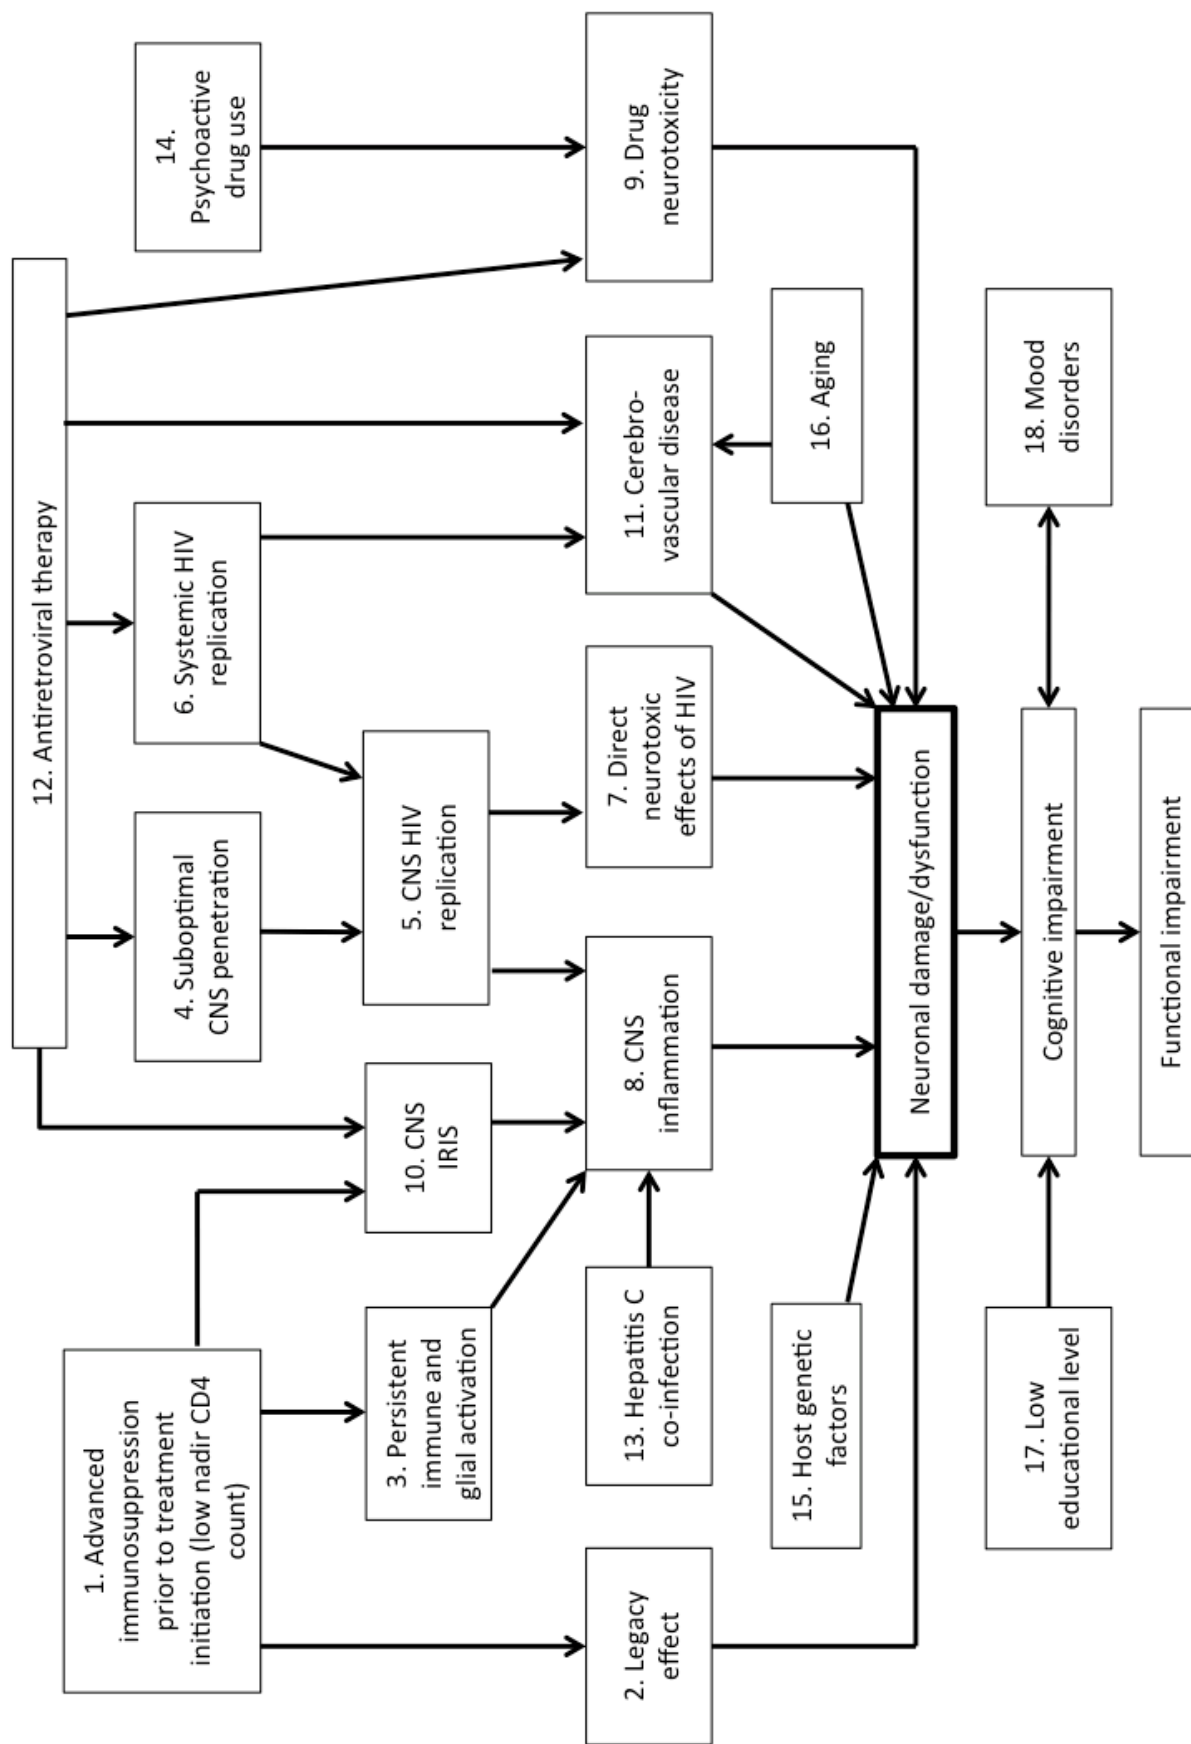 12. Antiretroviral therapy
1. Advanced
immunosuppression
prior to treatment
initiation (low nadir CD4
count)
4. Suboptimal
CNS penetration
6. Systemic HIV
replication
14.
Psychoactive
drug use
3. Persistent
immune and
glial activation
10. CNS
IRIS
5. CNS HIV
replication
2. Legacy
effect
13. Hepatitis C
co-infection
8. CNS
inflammation
7. Direct
neurotoxic
effects of HIV
11. Cerebro-
vascular disease
9. Drug
neurotoxicity
15. Host genetic
factors
16. Aging
Neuronal damage/dysfunction
17. Low
educational level
Cognitive impairment
18. Mood
disorders
Functional impairment